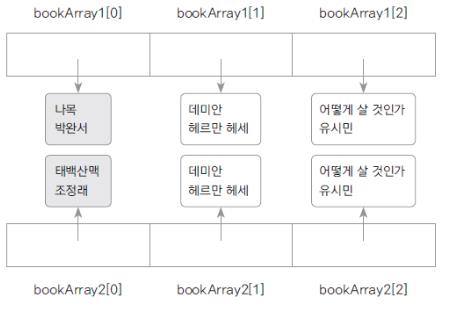 bookArray1[0] bookArray1[1] bookArray1[2]
나목
박완서
데미안
헤르만 헤세
어떻게 살 것인가
유시민
태백산맥
조정래
데미안
헤르만 헤세
어떻게 살 것인가
유시민
bookArray2[0] bookArray2[1] bookArray2[2]